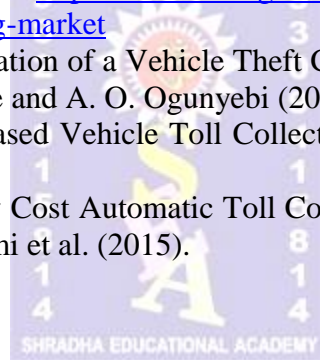 g-market
ation of a Vehicle Theft C
e and A. O. Ogunyebi (20
ased Vehicle Toll Collect
Cost Automatic Toll Co
ni et al. (2015).
SHRADHA EDUCATIONAL ACADEMY